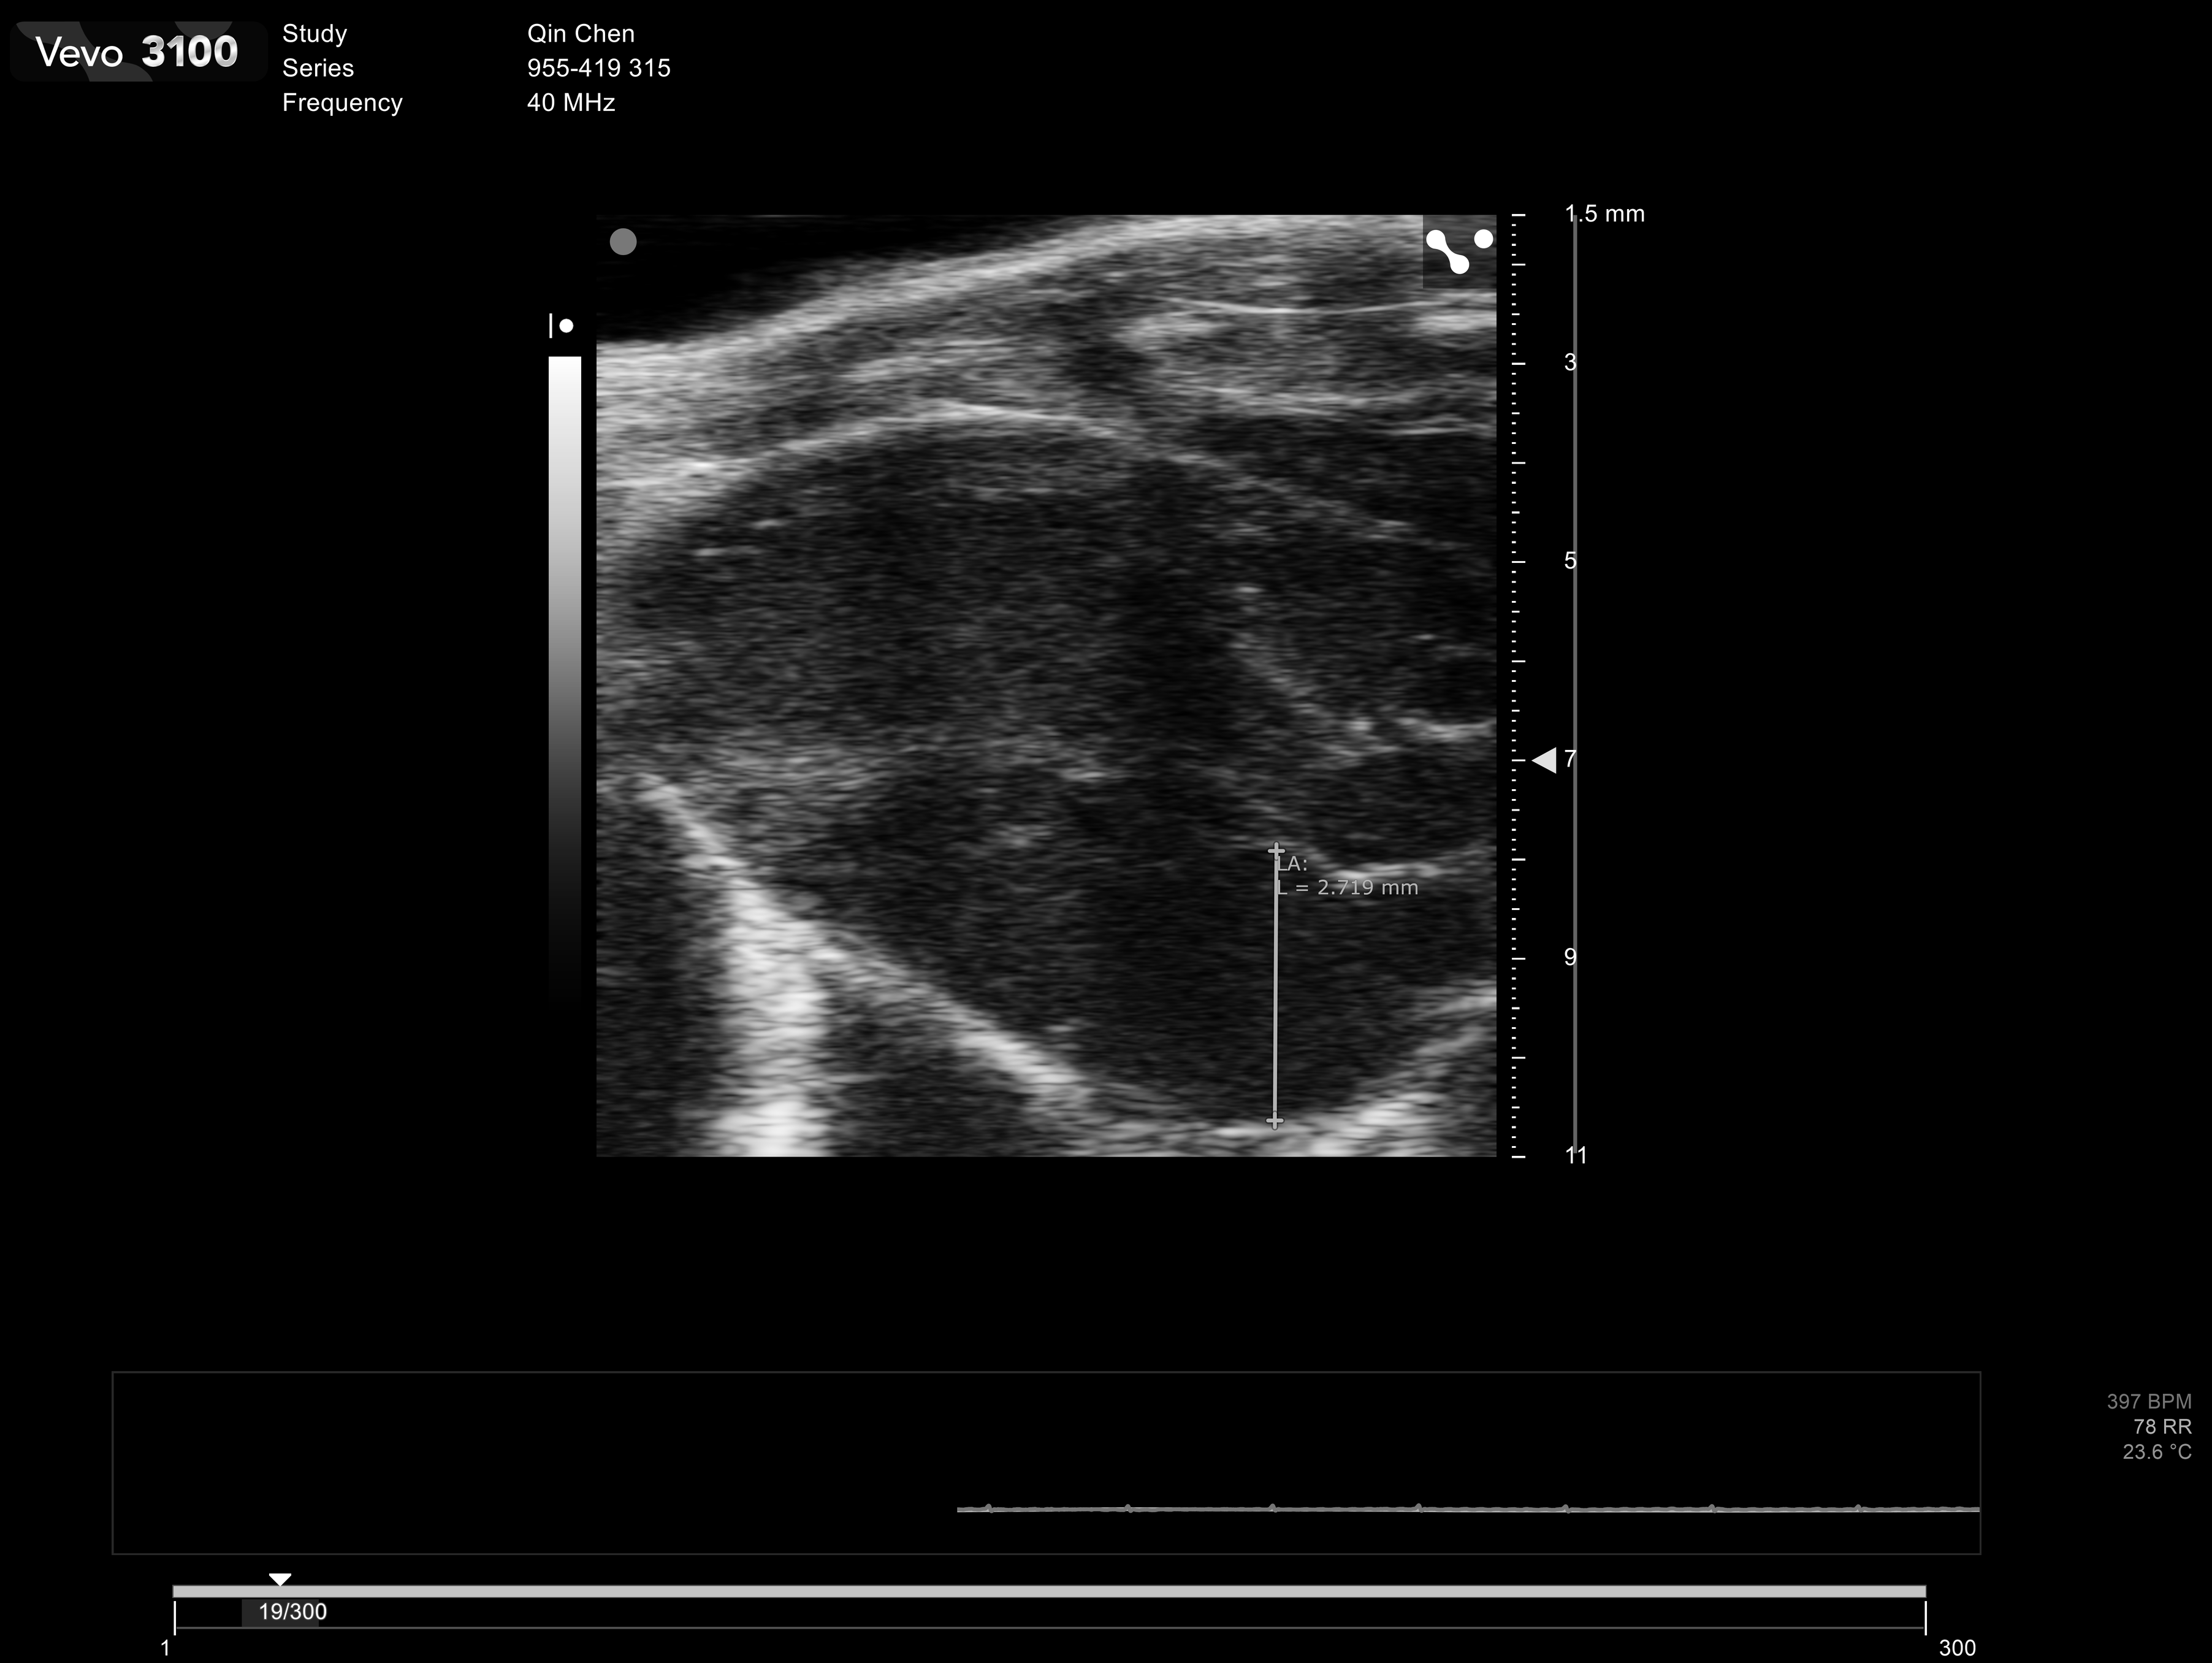 Vevo 3100
Study Qin Chen
Series 955-419 315
Frequency 40 MHz
1.5 mm
3
5
7
LA:
L = 2.719 mm
9
11
397 BPM
78 RR
23.6 °C
19/300
1
300